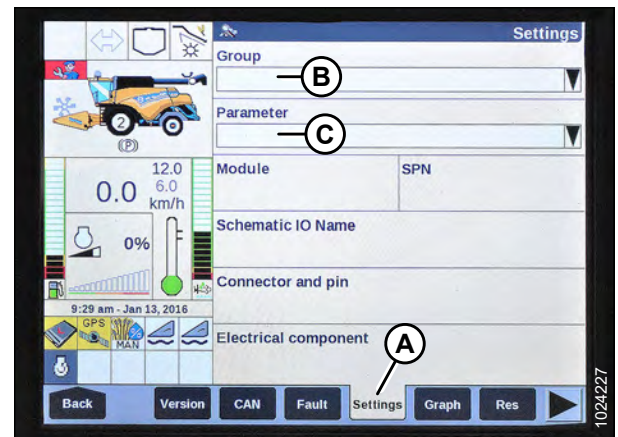 Settings
Group
B
Parameter
C
2
(P)
12.0
6.0
0.0
km/h
0%
Module
SPN
Schematic IO Name
Connector and pin
9:29 am - Jan 13, 2016
GPS
%
MAN
Electrical component
A
Back
Version
CAN
Fault
Settings
Graph
Res
1024227